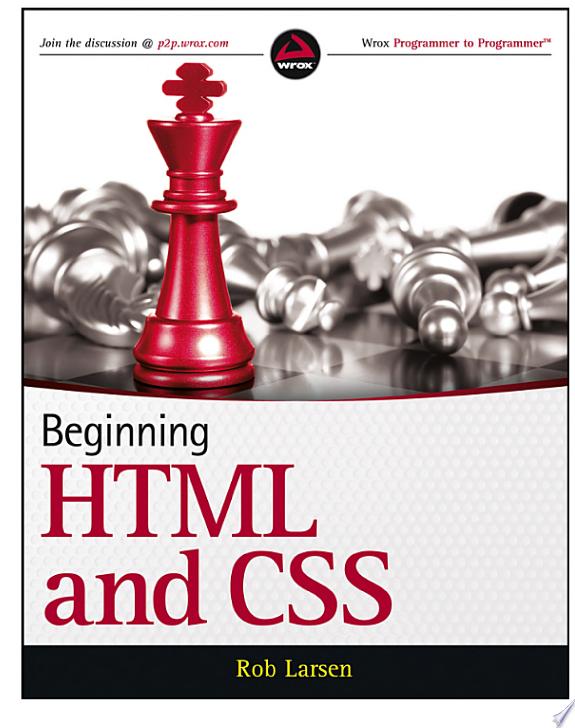 Join the discussion @ p2p.wrox.com
Wrox Programmer to Programmer™
wrox
Beginning
HTML
and CSS
Rob Larsen